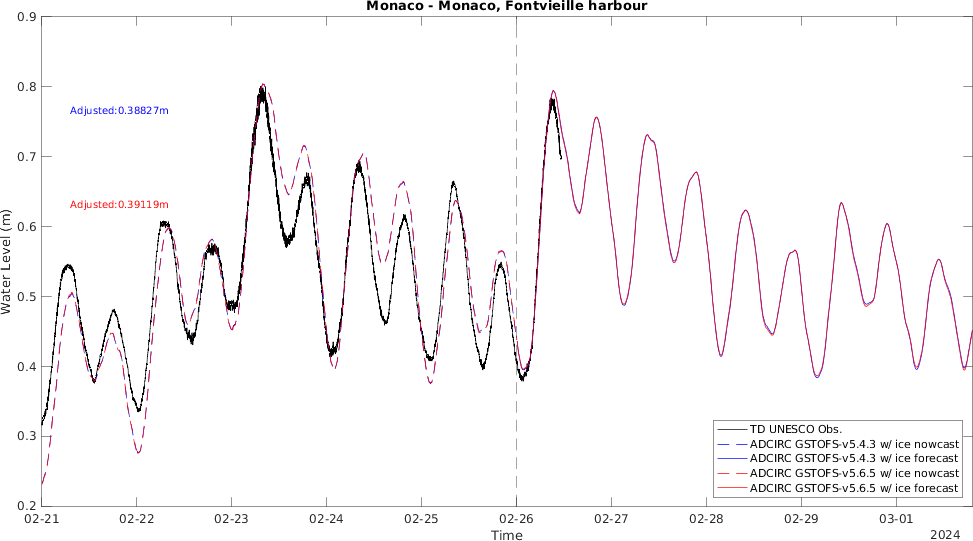 Monaco - Monaco, Fontvieille harbour
0.9
0.8
0.7
0.6
0.5
0.4
0.3
0.2
Water Level (m)
Adjusted:0.38827m
Adjusted:0.39119m
TD UNESCO Obs.
ADCIRC GSTOFS-v5.4.3 w/ ice nowcast
ADCIRC GSTOFS-v5.4.3 w/ ice forecast
ADCIRC GSTOFS-v5.6.5 w/ ice nowcast
ADCIRC GSTOFS-v5.6.5 w/ ice forecast
02-21 02-22 02-23 02-24 02-25 02-26 02-27 02-28 02-29 03-01
Time
2024